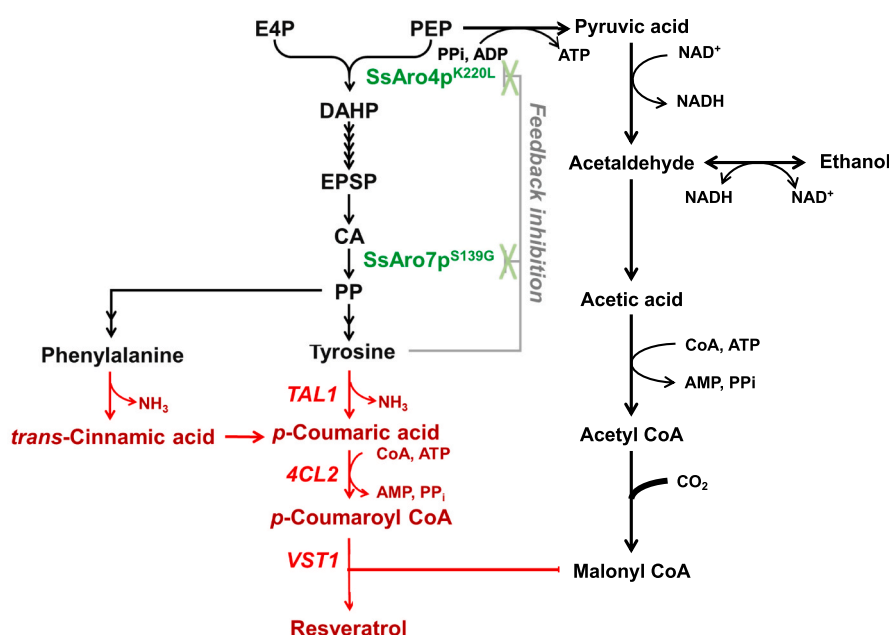 E4P
PEP
Pyruvic acid
PPi, ADP
ATP
NAD⁺
SsAro4pᴷ²²⁰ᴸ
NADH
DAHP
Feedback inhibition
Acetaldehyde
Ethanol
EPSP
NADH
NAD⁺
CA
SsAro7pˢ¹³⁹ᴳ
PP
Acetic acid
Phenylalanine
Tyrosine
CoA, ATP
TAL1
NH₃
NH₃
AMP, PPi
trans-Cinnamic acid
p-Coumaric acid
Acetyl CoA
CoA, ATP
4CL2
AMP, PPᵢ
CO₂
p-Coumaroyl CoA
VST1
Malonyl CoA
Resveratrol